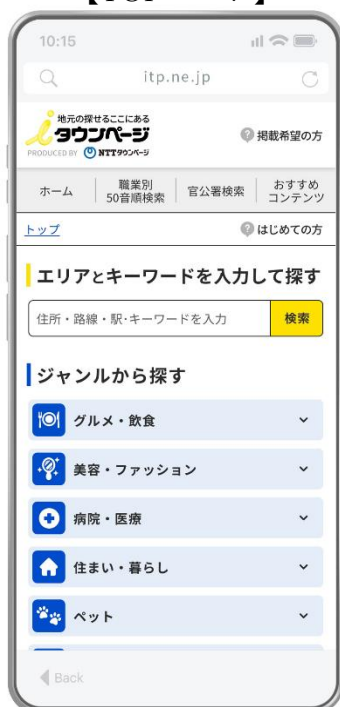 10:15
itp.ne.jp
地元の探せるここにある
iタウンページ
PRODUCED BY NTTタウンページ
? 掲載希望の方
ホーム
職業別
50音順検索
官公署検索
おすすめ
コンテンツ
トップ
? はじめての方
エリアとキーワードを入力して探す
住所・路線・駅・キーワードを入力
検索
ジャンルから探す
グルメ・飲食
美容・ファッション
病院・医療
住まい・暮らし
ペット
Back